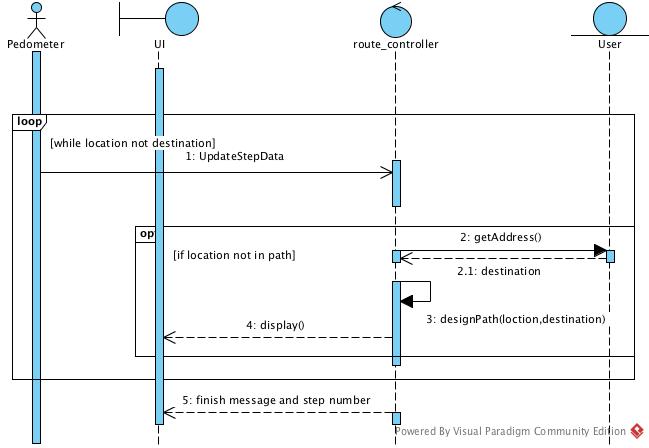 Pedometer
UI
route_controller
User
loop
[while location not destination]
1: UpdateStepData
opt
2: getAddress()
[if location not in path]
2.1: destination
3: designPath(loction,destination)
4: display()
5: finish message and step number
Powered By Visual Paradigm Community Edition